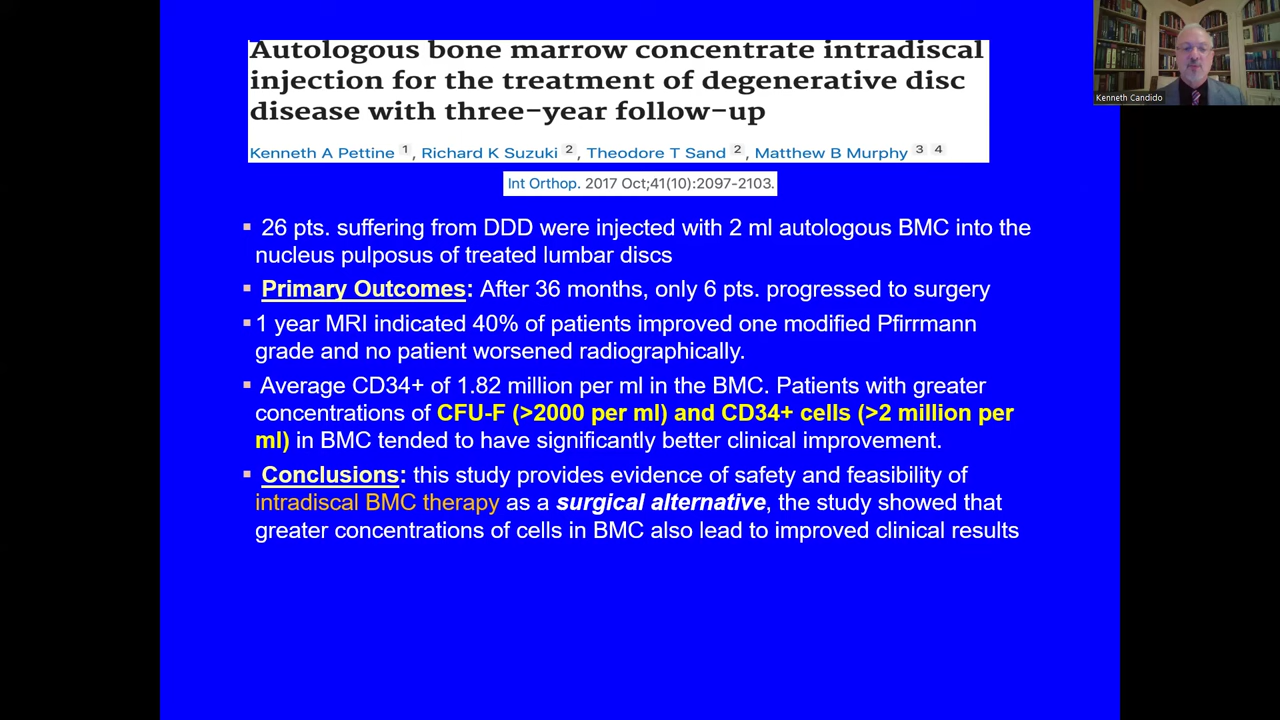 Autologous bone marrow concentrate intradiscal
injection for the treatment of degenerative disc
disease with three-year follow-up
Kenneth A Pettine 1, Richard K Suzuki 2, Theodore T Sand 2, Matthew B Murphy 3 4
Int Orthop. 2017 Oct;41(10):2097-2103.
Kenneth Candido
▪ 26 pts. suffering from DDD were injected with 2 ml autologous BMC into the
nucleus pulposus of treated lumbar discs
▪ Primary Outcomes: After 36 months, only 6 pts. progressed to surgery
▪ 1 year MRI indicated 40% of patients improved one modified Pfirrmann
grade and no patient worsened radiographically.
▪ Average CD34+ of 1.82 million per ml in the BMC. Patients with greater
concentrations of CFU-F (>2000 per ml) and CD34+ cells (>2 million per
ml) in BMC tended to have significantly better clinical improvement.
▪ Conclusions: this study provides evidence of safety and feasibility of
intradiscal BMC therapy as a surgical alternative, the study showed that
greater concentrations of cells in BMC also lead to improved clinical results